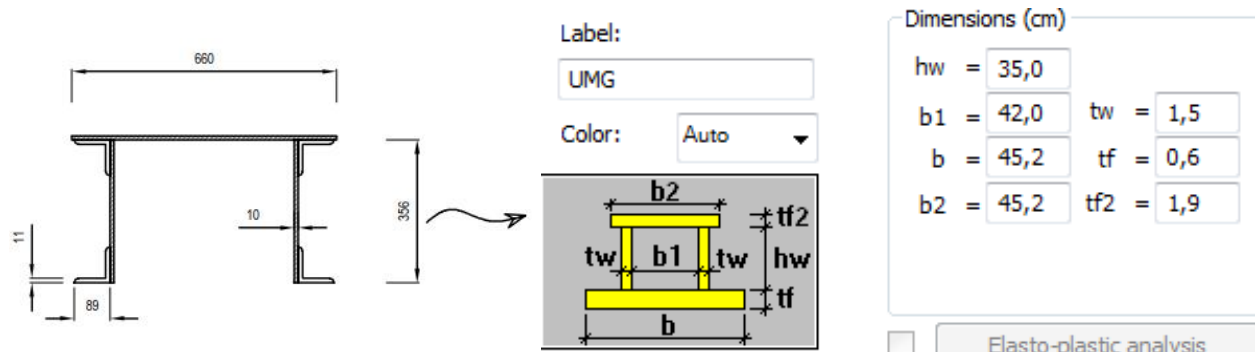 660
356
10
11
89
Label:
UMG
Color: Auto
b2
tf2
tw b1 tw hw
tf
b
Dimensions (cm)
hw = 35,0
b1 = 42,0 tw = 1,5
b = 45,2 tf = 0,6
b2 = 45,2 tf2 = 1,9
Elasto-plastic analysis